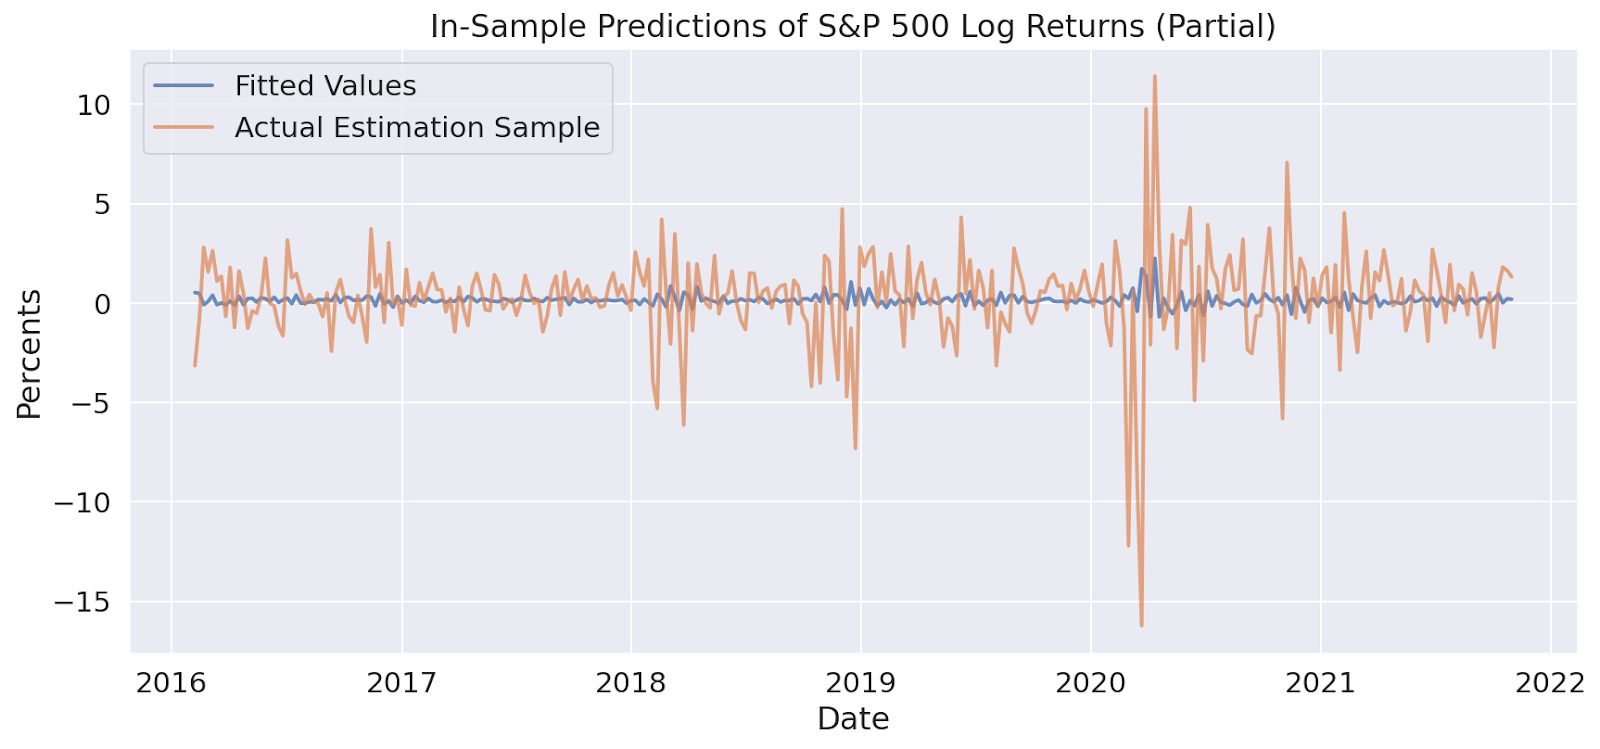 In-Sample Predictions of S&P 500 Log Returns (Partial)
Fitted Values
Actual Estimation Sample
10
5
0
−5
−10
−15
Percents
2016 2017 2018 2019 2020 2021 2022
Date